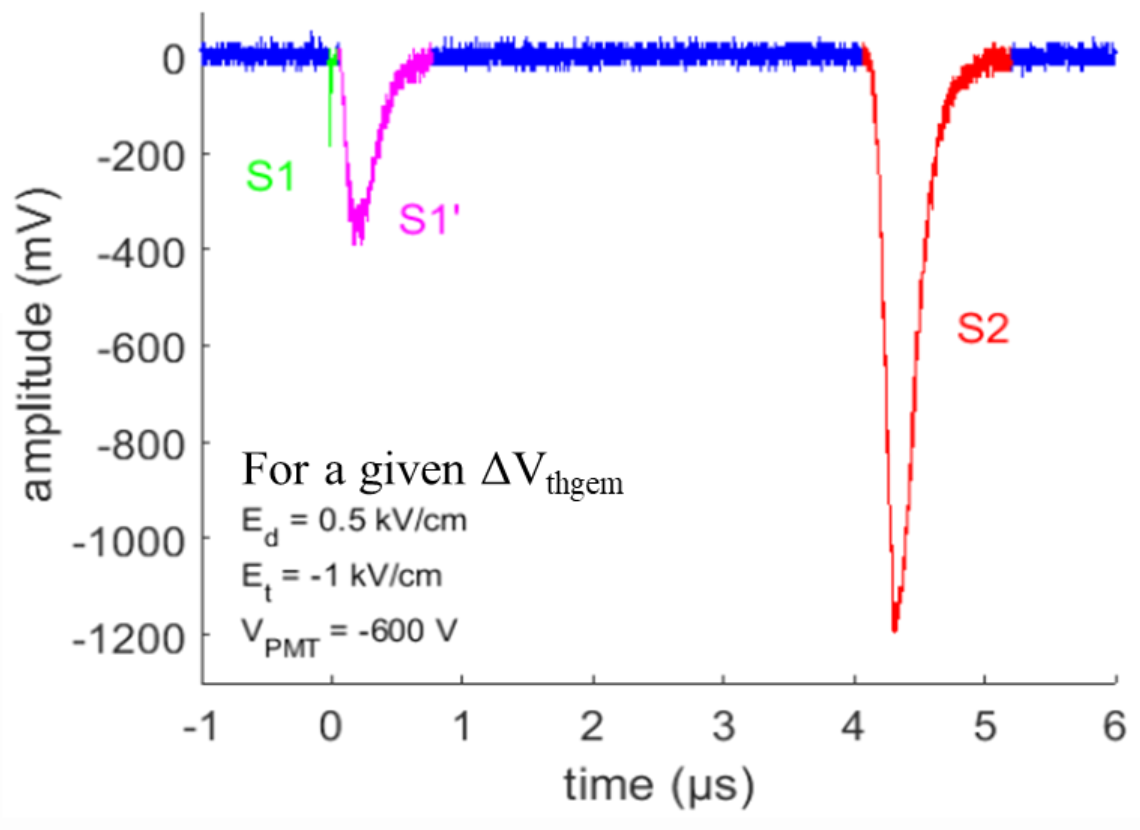 0
-200
-400
-600
-800
-1000
-1200
amplitude (mV)
S1
S1'
S2
For a given ΔVthgem
Ed = 0.5 kV/cm
Et = -1 kV/cm
VPMT = -600 V
-1 0 1 2 3 4 5 6
time (μs)